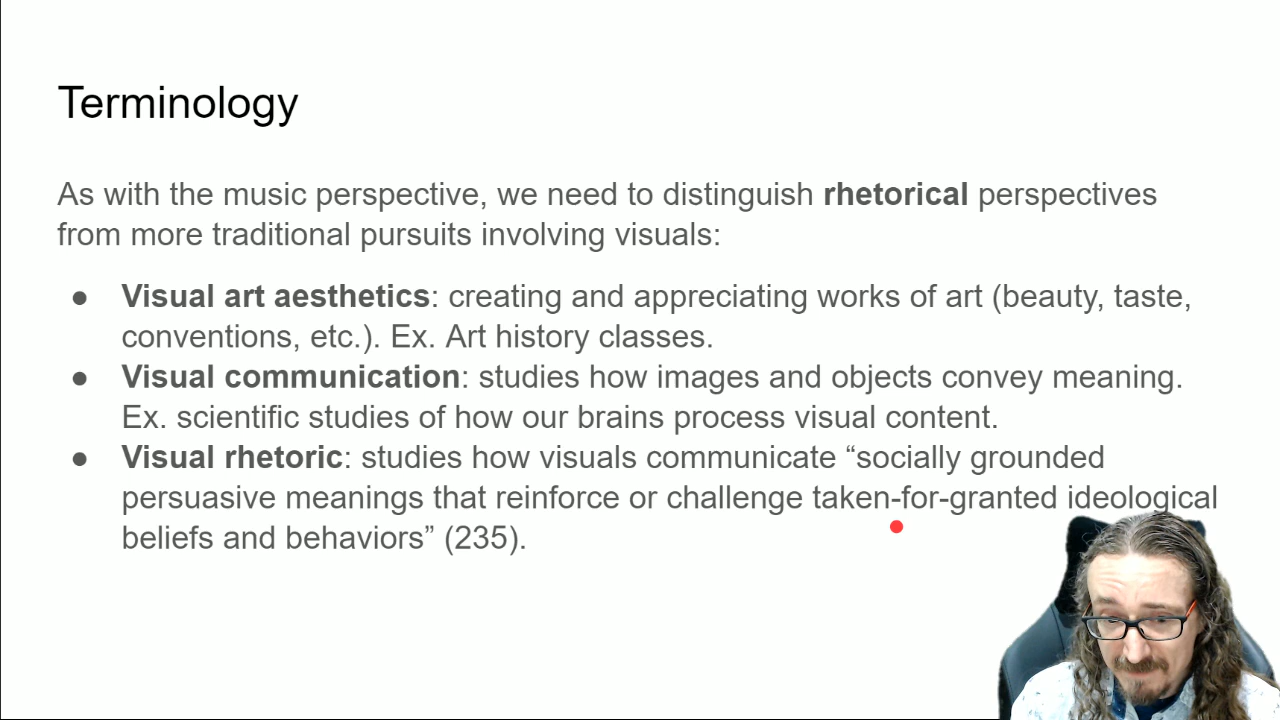 Terminology
As with the music perspective, we need to distinguish rhetorical perspectives
from more traditional pursuits involving visuals:
● Visual art aesthetics: creating and appreciating works of art (beauty, taste,
conventions, etc.). Ex. Art history classes.
● Visual communication: studies how images and objects convey meaning.
Ex. scientific studies of how our brains process visual content.
● Visual rhetoric: studies how visuals communicate “socially grounded
persuasive meanings that reinforce or challenge taken-for-granted ideological
beliefs and behaviors” (235).